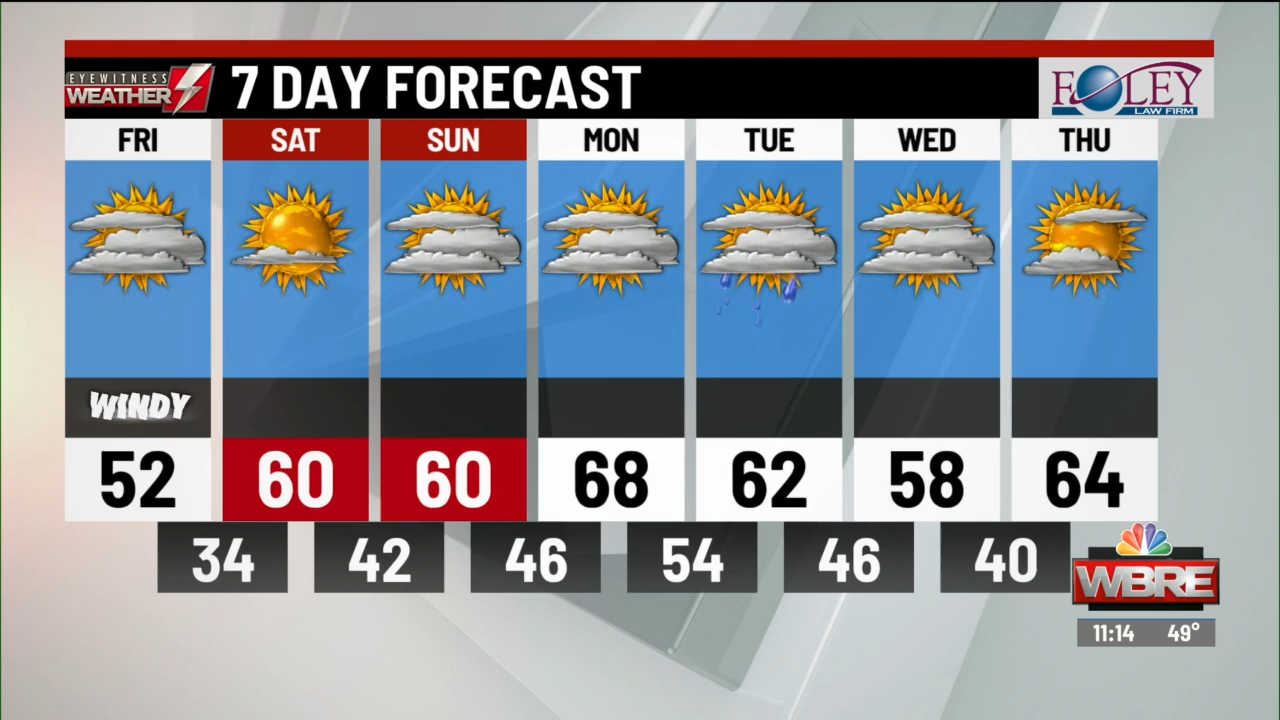 EYEWITNESS
WEATHER
7 DAY FORECAST
FOLEY
LAW FIRM
FRI SAT SUN MON TUE WED THU
WINDY
52 60 60 68 62 58 64
34 42 46 54 46 40
WBRE
11:14 49°